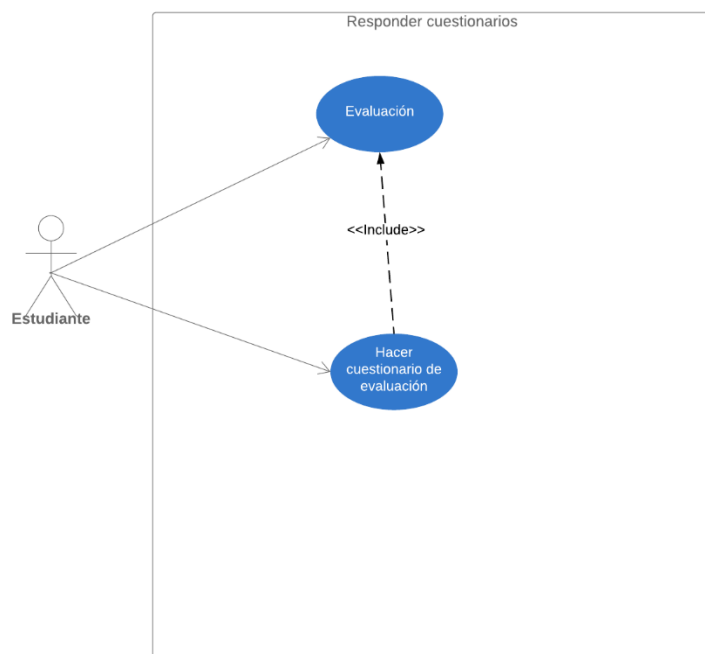 Responder cuestionarios
Evaluación
<<Include>>
Estudiante
Hacer
cuestionario de
evaluación